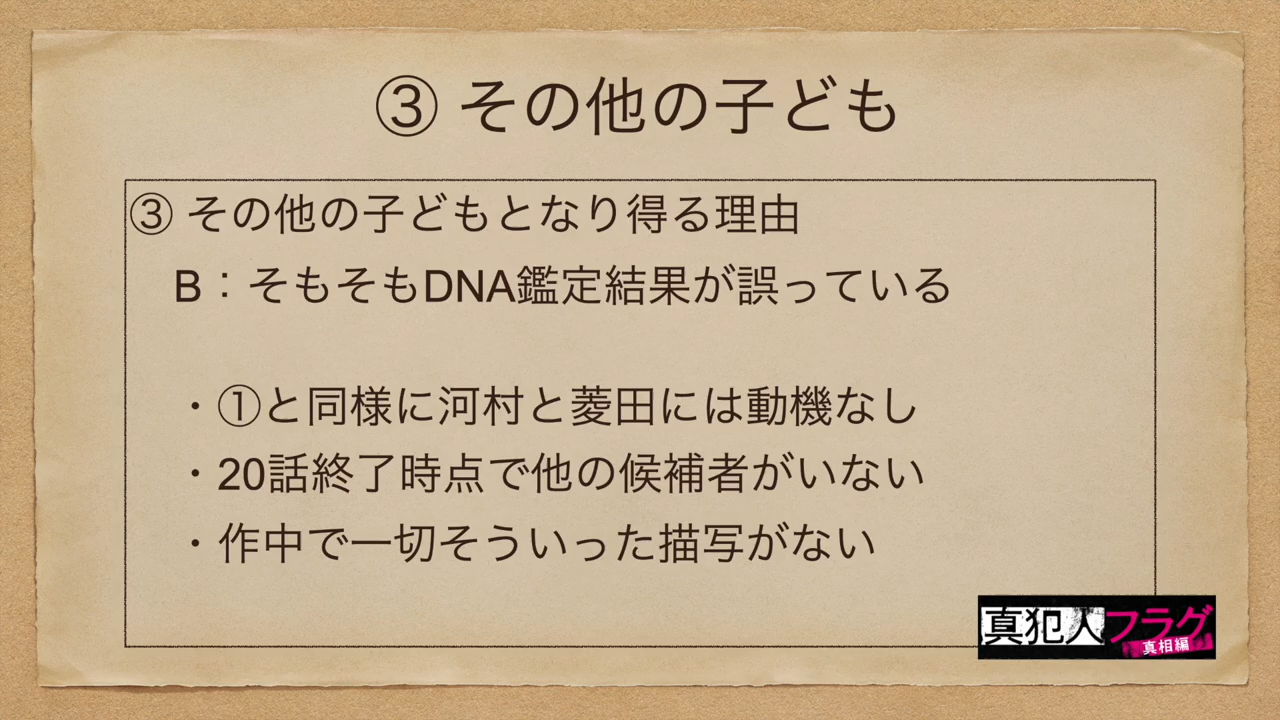 ③ その他の子ども
③ その他の子どもとなり得る理由
B：そもそもDNA鑑定結果が誤っている
・①と同様に河村と菱田には動機なし
・20話終了時点で他の候補者がいない
・作中で一切そういった描写がない
真犯人フラグ
真相編